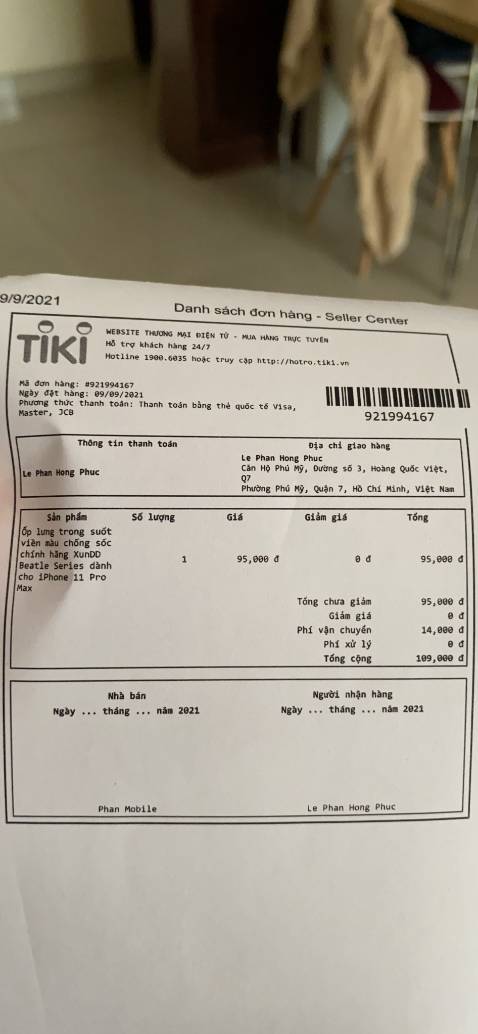 9/9/2021
Danh sách đơn hàng - Seller Center
TIKI
WEBSITE THƯƠNG MẠI ĐIỆN TỬ - MUA HÀNG TRỰC TUYẾN
Hỗ trợ khách hàng 24/7
Hotline 1900.6035 hoặc truy cập http://hotro.tiki.vn
Mã đơn hàng: #921994167
Ngày đặt hàng: 09/09/2021
Phương thức thanh toán: Thanh toán bằng thẻ quốc tế Visa,
Master, JCB
921994167
Thông tin thanh toán
Địa chỉ giao hàng
Le Phan Hong Phuc
Le Phan Hong Phuc
Căn Hộ Phú Mỹ, Đường số 3, Hoàng Quốc Việt,
Q7
Phường Phú Mỹ, Quận 7, Hồ Chí Minh, Việt Nam
Sản phẩm Số lượng Giá Giảm giá Tổng
Ốp lưng trong suốt
viền màu chống sốc
chính hãng XunDD
Beatle Series dành
cho iPhone 11 Pro
Max
1 95,000 đ 0 đ 95,000 đ
Tổng chưa giảm 95,000 đ
Giảm giá 0 đ
Phí vận chuyển 14,000 đ
Phí xử lý 0 đ
Tổng cộng 109,000 đ
Nhà bán
Ngày ... tháng ... năm 2021
Người nhận hàng
Ngày ... tháng ... năm 2021
Phan Mobile
Le Phan Hong Phuc